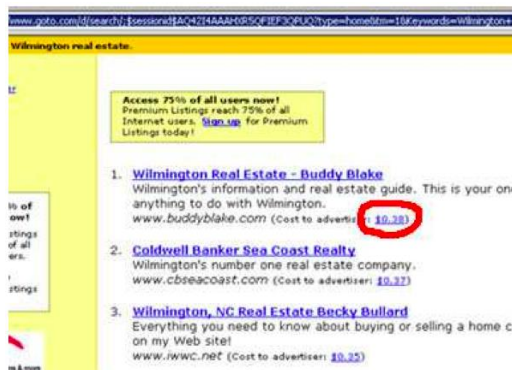 www.goto.com/d/search/;$sessionid$AQ42I4AAAHXR5QFIEF3QPUQ?type=home&tm=1&Keywords=Wilmington+
Wilmington real estate.
Access 75% of all users now!
Premium Listings reach 75% of all
Internet users. Sign up for Premium
Listings today!
1. Wilmington Real Estate - Buddy Blake
Wilmington's information and real estate guide. This is your one
anything to do with Wilmington.
www.buddyblake.com (Cost to advertiser: $0.38)
% of
ow!
stings
of all
ers.
stings
2. Coldwell Banker Sea Coast Realty
Wilmington's number one real estate company.
www.cbseacoast.com (Cost to advertiser: $0.37)
3. Wilmington, NC Real Estate Becky Bullard
Everything you need to know about buying or selling a home c
on my Web site!
www.iwwc.net (Cost to advertiser: $0.35)